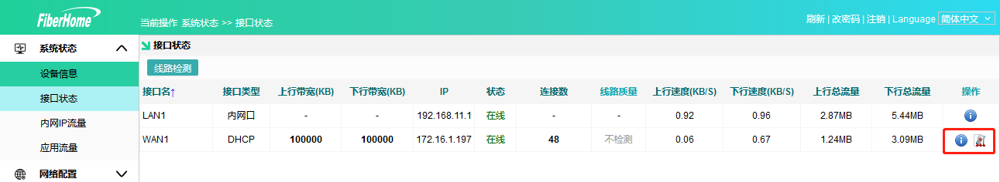 FiberHome
当前操作 系统状态 >> 接口状态
刷新 | 改密码 | 注销 | Language 简体中文
系统状态
设备信息
接口状态
内网IP流量
应用流量
网络配置
接口状态
线路检测
接口名↑ 接口类型 上行带宽(KB) 下行带宽(KB) IP 状态 连接数 线路质量 上行速度(KB/S) 下行速度(KB/S) 上行总流量 下行总流量 操作
LAN1 内网口 - - 192.168.11.1 在线 - - 0.92 0.96 2.87MB 5.44MB
WAN1 DHCP 100000 100000 172.16.1.197 在线 48 不检测 0.06 0.67 1.24MB 3.09MB